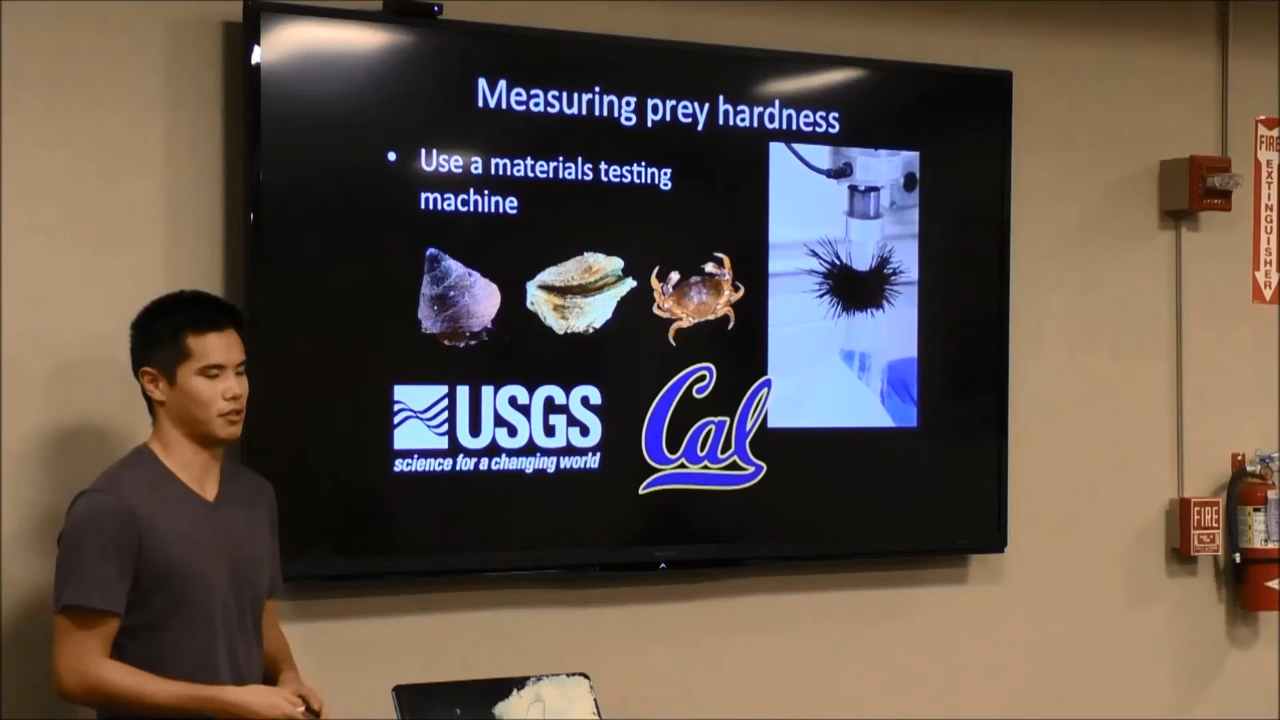 Measuring prey hardness
• Use a materials testing
machine
USGS
science for a changing world
Cal
FIRE
EXTINGUISHER
FIRE